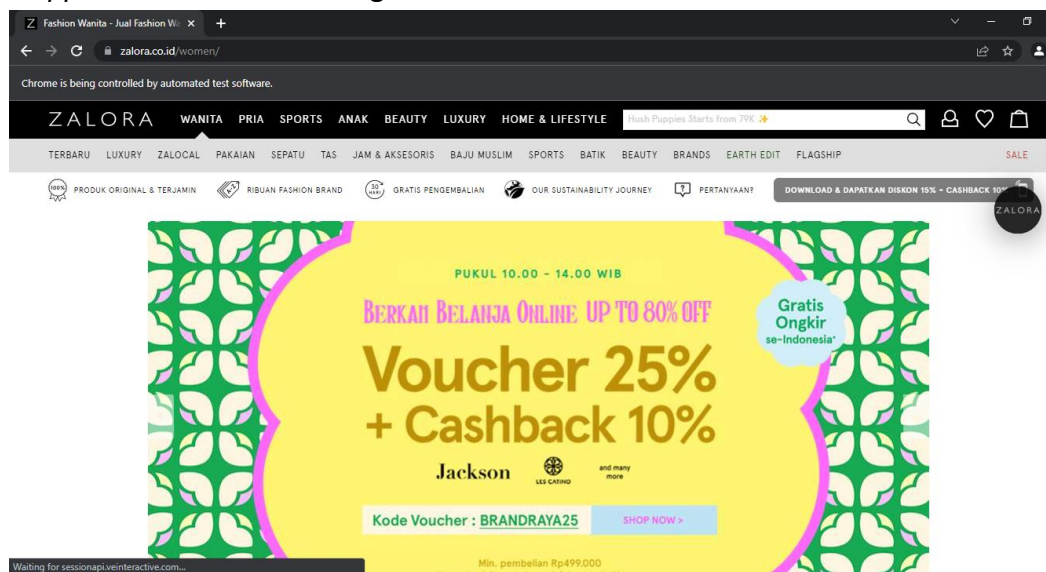 Fashion Wanita - Jual Fashion Wa
zalora.co.id/women/
Chrome is being controlled by automated test software.
ZALORA WANITA PRIA SPORTS ANAK BEAUTY LUXURY HOME & LIFESTYLE Hush Puppies Starts from 79K ✨
TERBARU LUXURY ZALOCAL PAKAIAN SEPATU TAS JAM & AKSESORIS BAJU MUSLIM SPORTS BATIK BEAUTY BRANDS EARTH EDIT FLAGSHIP SALE
100% PRODUK ORIGINAL & TERJAMIN RIBUAN FASHION BRAND 30 HARI GRATIS PENGEMBALIAN OUR SUSTAINABILITY JOURNEY ? PERTANYAAN? DOWNLOAD & DAPATKAN DISKON 15% + CASHBACK 10%
ZALORA
PUKUL 10.00 - 14.00 WIB
BERKAH BELANJA ONLINE UP TO 80% OFF
Gratis
Ongkir
se-Indonesia*
Voucher 25%
+ Cashback 10%
Jackson LES CATINO and many
more
Kode Voucher : BRANDRAYA25 SHOP NOW >
Min. pembelian Rp499.000
Waiting for sessionapi.veinteractive.com...